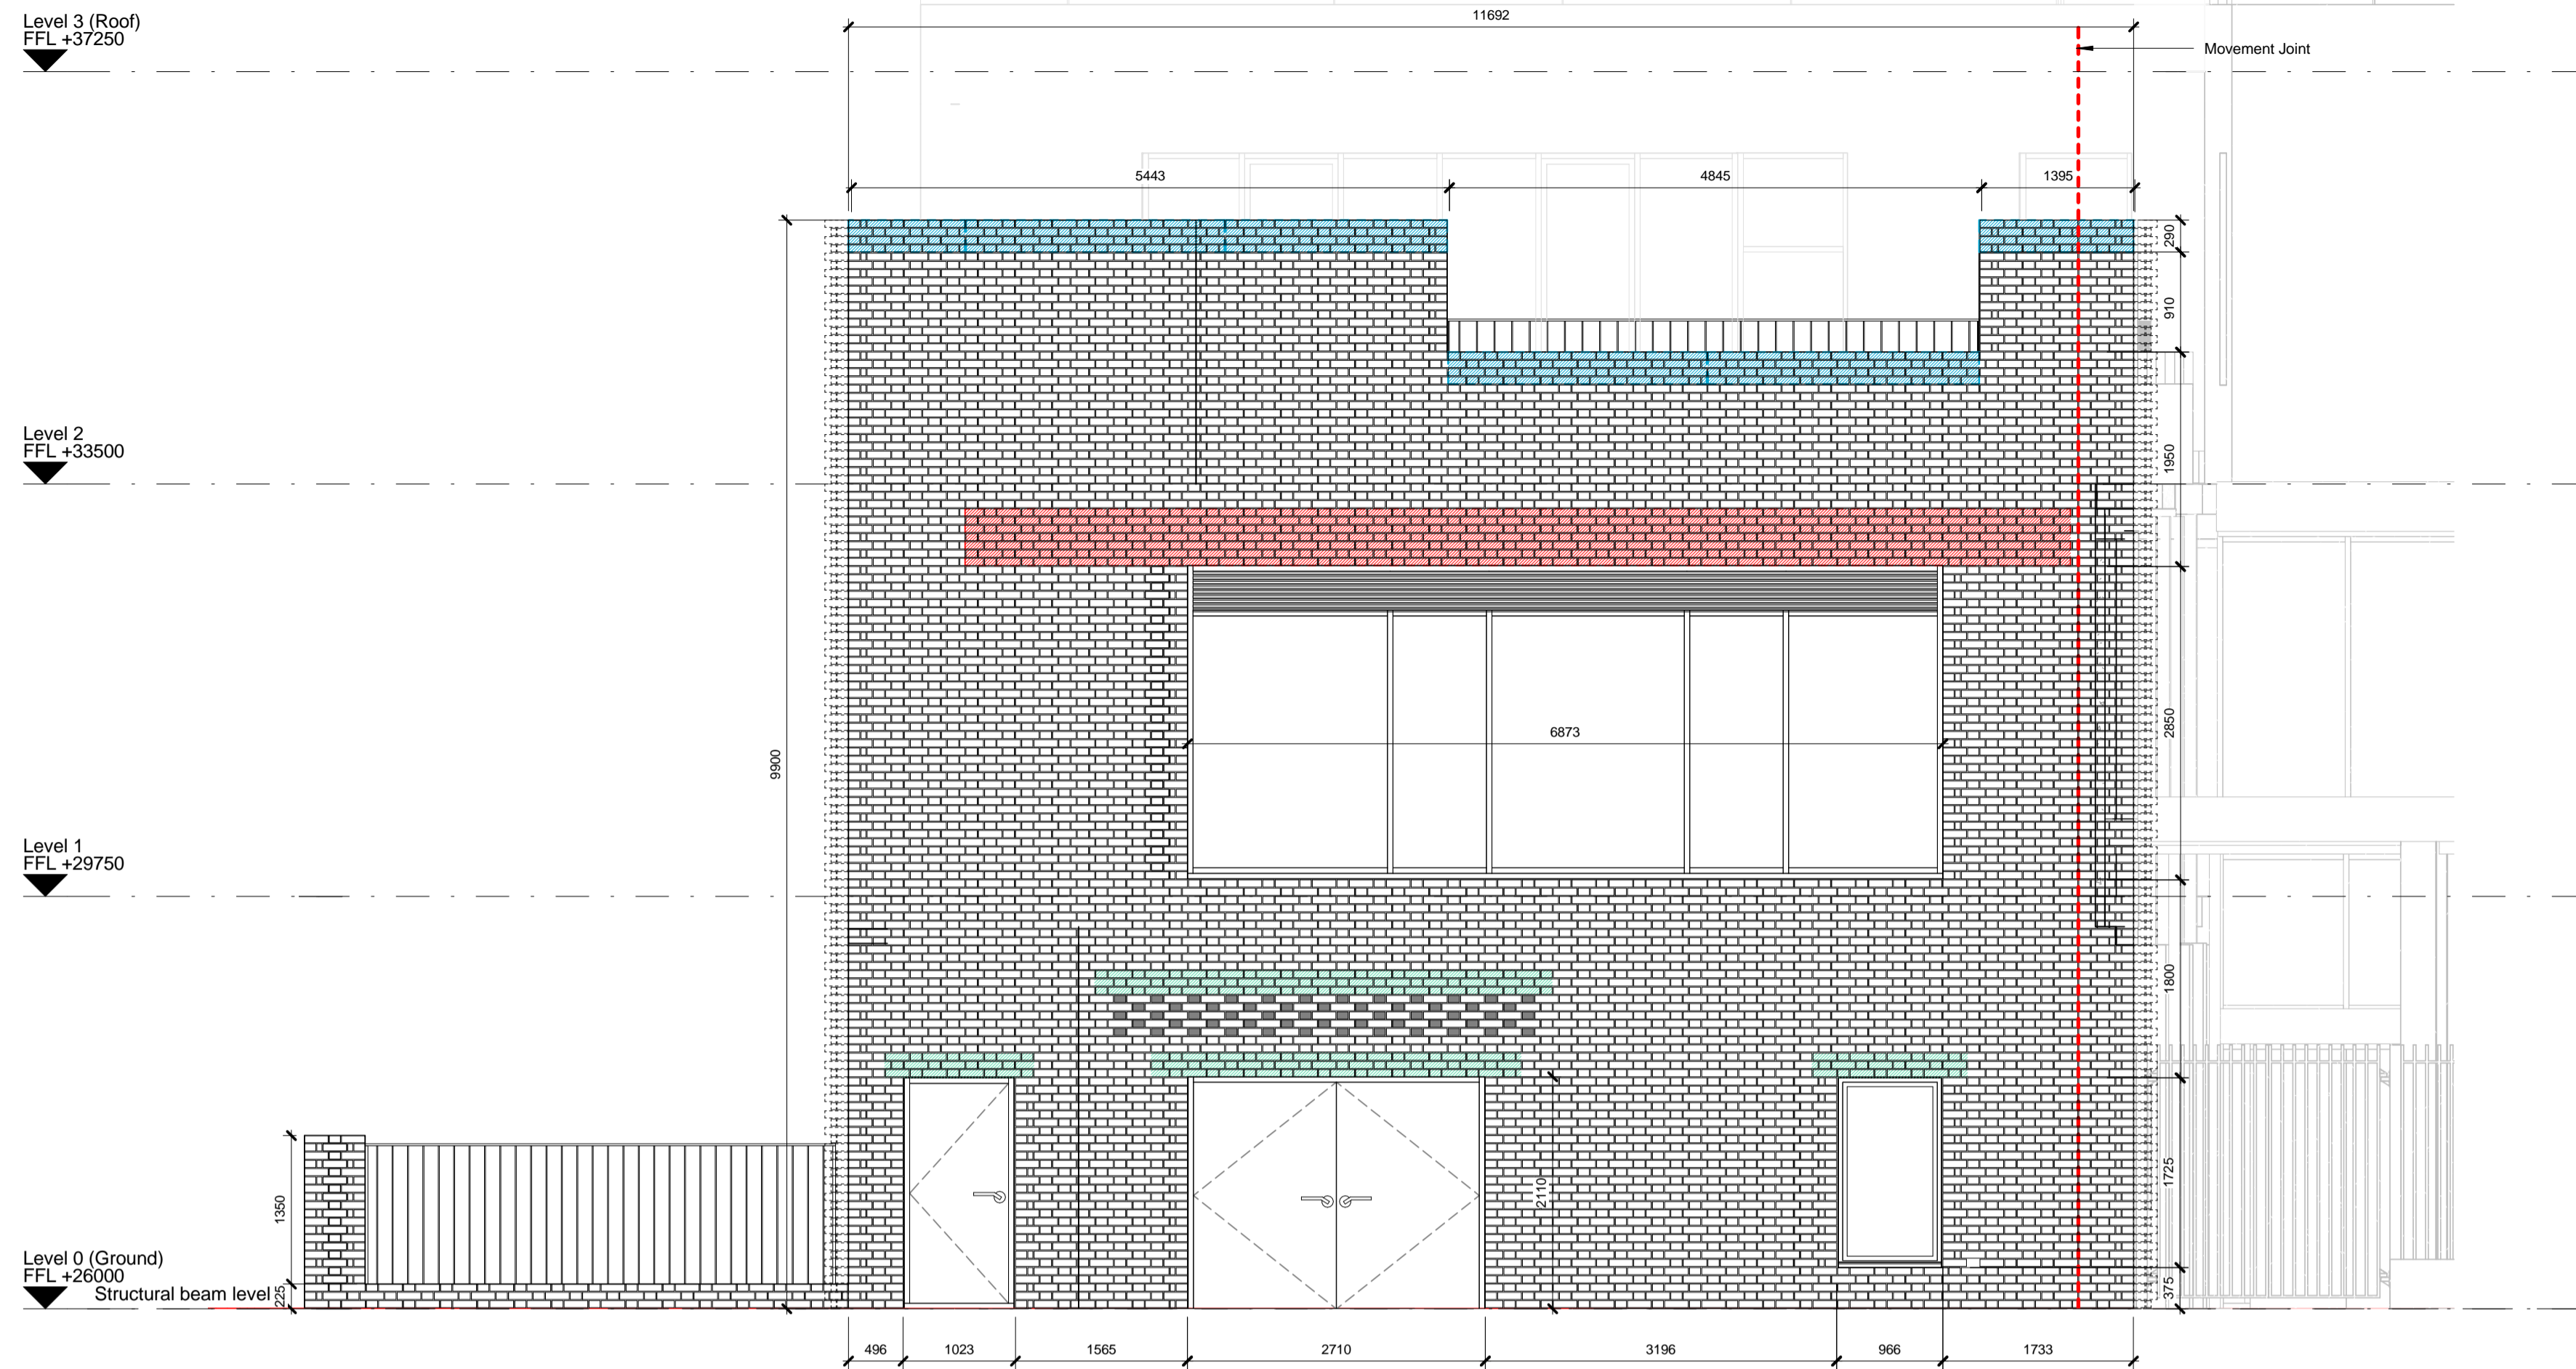 Level 3 (Roof)
FFL +37250
11692
Movement Joint
5443
4845
1395
290
910
Level 2
FFL +33500
1950
6873
2850
9900
Level 1
FFL +29750
1800
1350
2110
1725
Level 0 (Ground)
FFL +26000
Structural beam level
225
375
496
1023
1565
2710
3196
966
1733